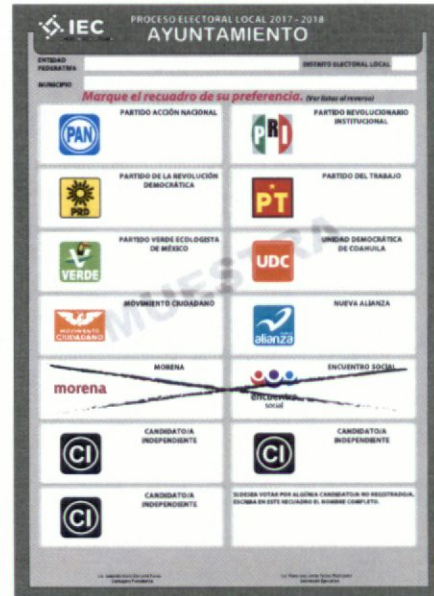 IEC
PROCESO ELECTORAL LOCAL 2017 - 2018
AYUNTAMIENTO
ENTIDAD
FEDERATIVA
DISTRITO ELECTORAL LOCAL
MUNICIPIO
Marque el recuadro de su preferencia. (Ver listas al reverso)
PAN
PARTIDO ACCIÓN NACIONAL
PRI
PARTIDO REVOLUCIONARIO
INSTITUCIONAL
PRD
PARTIDO DE LA REVOLUCIÓN
DEMOCRÁTICA
PT
PARTIDO DEL TRABAJO
VERDE
PARTIDO VERDE ECOLOGISTA
DE MÉXICO
UDC
UNIDAD DEMOCRÁTICA
DE COAHUILA
MUESTRA
MOVIMIENTO
CIUDADANO
MOVIMIENTO CIUDADANO
alianza
NUEVA ALIANZA
morena
MORENA
encuentro
social
ENCUENTRO SOCIAL
CI
CANDIDATO/A
INDEPENDIENTE
CI
CANDIDATO/A
INDEPENDIENTE
CI
CANDIDATO/A
INDEPENDIENTE
SI DESEA VOTAR POR ALGÚN/A CANDIDATO/A NO REGISTRADO/A,
ESCRIBA EN ESTE RECUADRO EL NOMBRE COMPLETO.